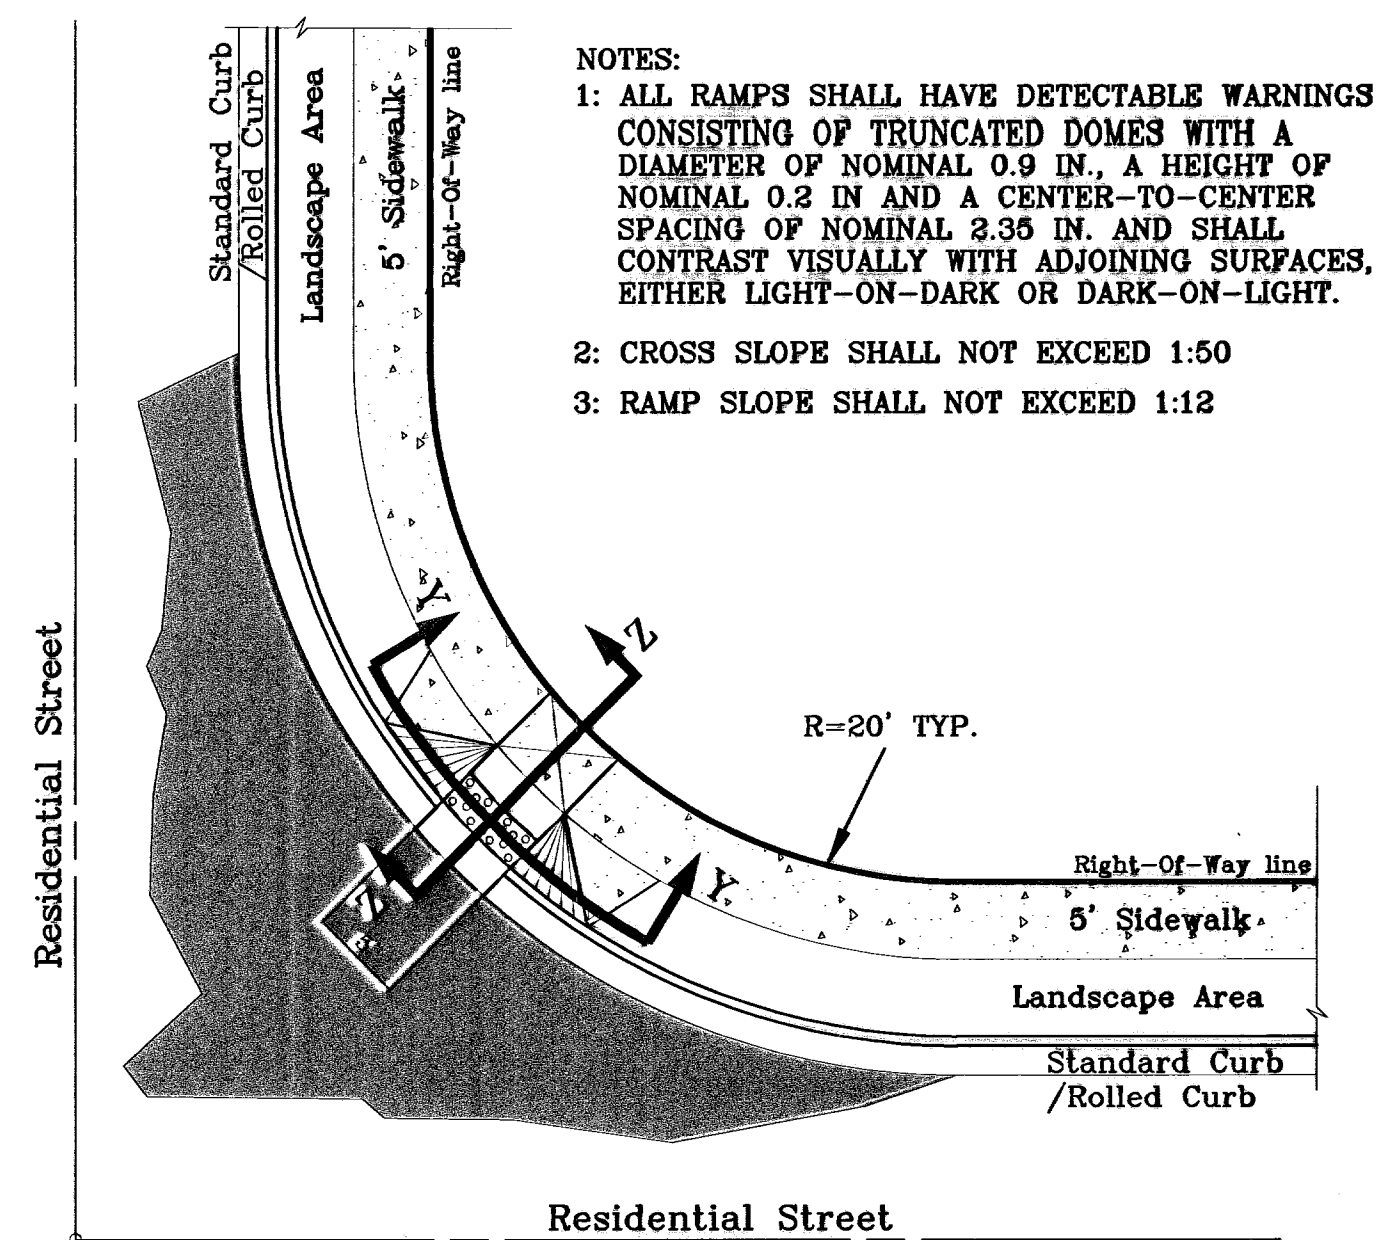 NOTES:
1: ALL RAMPS SHALL HAVE DETECTABLE WARNINGS
CONSISTING OF TRUNCATED DOMES WITH A
DIAMETER OF NOMINAL 0.9 IN., A HEIGHT OF
NOMINAL 0.2 IN AND A CENTER-TO-CENTER
SPACING OF NOMINAL 2.35 IN. AND SHALL
CONTRAST VISUALLY WITH ADJOINING SURFACES,
EITHER LIGHT-ON-DARK OR DARK-ON-LIGHT.
2: CROSS SLOPE SHALL NOT EXCEED 1:50
3: RAMP SLOPE SHALL NOT EXCEED 1:12
Standard Curb
/Rolled Curb
Landscape Area
5' Sidewalk
Right-Of-Way line
Y
Z
R=20' TYP.
Z
Y
5'
Right-Of-Way line
5' Sidewalk
Landscape Area
Standard Curb
/Rolled Curb
Residential Street
Residential Street